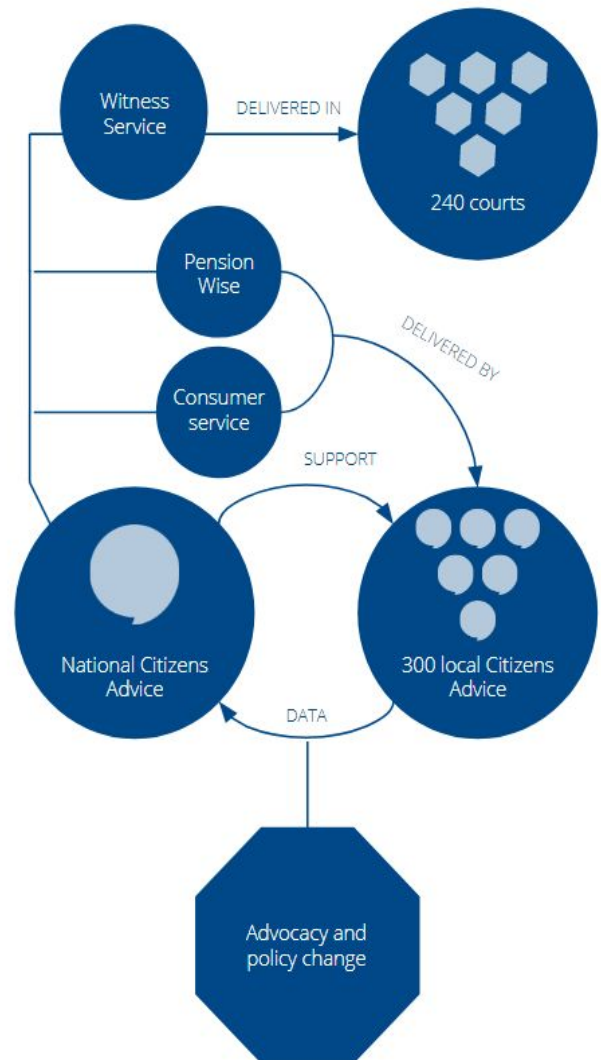 Witness
Service
DELIVERED IN
240 courts
Pension
Wise
DELIVERED BY
Consumer
service
SUPPORT
National Citizens
Advice
300 local Citizens
Advice
DATA
Advocacy and
policy change